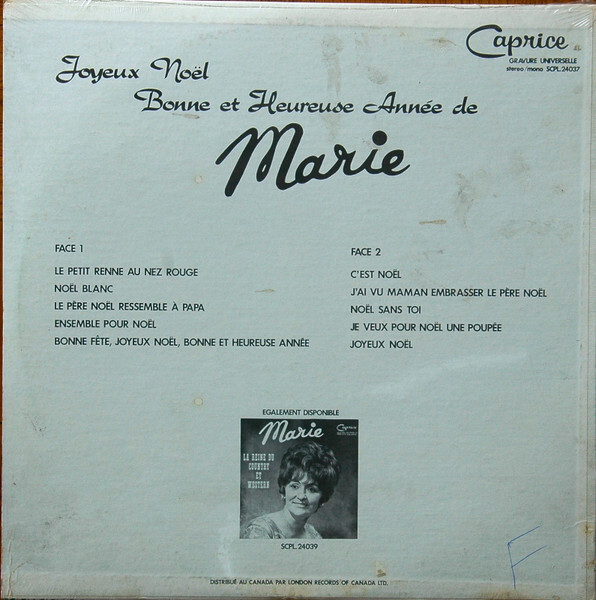 Caprice
GRAVURE UNIVERSELLE
stereo/mono SCPL.24037
Joyeux Noël
Bonne et Heureuse Année de
Marie
FACE 1
LE PETIT RENNE AU NEZ ROUGE
NOËL BLANC
LE PÈRE NOËL RESSEMBLE À PAPA
ENSEMBLE POUR NOËL
BONNE FÊTE, JOYEUX NOËL, BONNE ET HEUREUSE ANNÉE
FACE 2
C'EST NOËL
J'AI VU MAMAN EMBRASSER LE PÈRE NOËL
NOËL SANS TOI
JE VEUX POUR NOËL UNE POUPÉE
JOYEUX NOËL
EGALEMENT DISPONIBLE
Marie
Caprice
LA REINE DU
COUNTRY
ET
WESTERN
SCPL.24039
F
DISTRIBUÉ AU CANADA PAR LONDON RECORDS OF CANADA LTD.